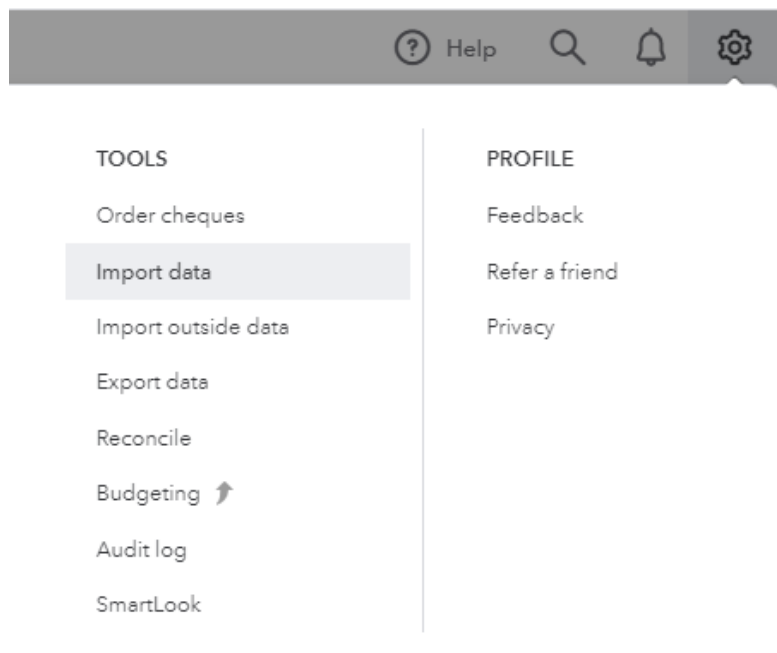 Help
TOOLS
Order cheques
Import data
Import outside data
Export data
Reconcile
Budgeting
Audit log
SmartLook
PROFILE
Feedback
Refer a friend
Privacy